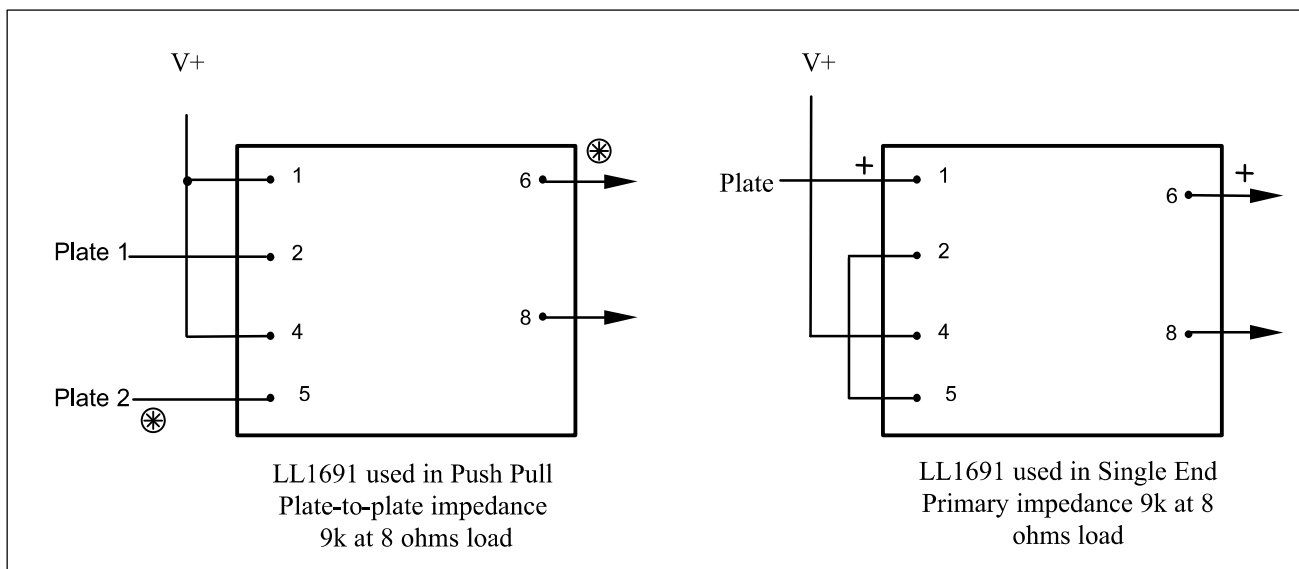 V+
1
Plate 1
2
4
Plate 2
5
6
8
LL1691 used in Push Pull
Plate-to-plate impedance
9k at 8 ohms load
V+
+
Plate
1
2
4
5
6
+
8
LL1691 used in Single End
Primary impedance 9k at 8
ohms load